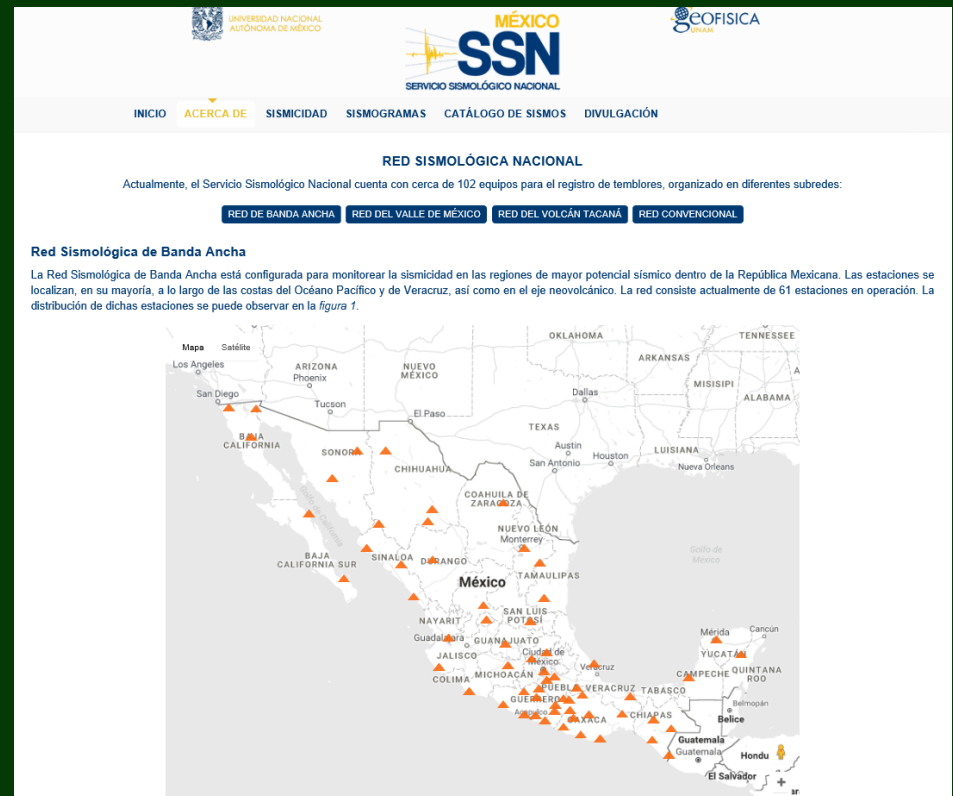 UNIVERSIDAD NACIONAL
AUTÓNOMA DE MÉXICO
MÉXICO
SSN
SERVICIO SISMOLÓGICO NACIONAL
geOFISICA
UNAM
INICIO ACERCA DE SISMICIDAD SISMOGRAMAS CATÁLOGO DE SISMOS DIVULGACIÓN
RED SISMOLÓGICA NACIONAL
Actualmente, el Servicio Sismológico Nacional cuenta con cerca de 102 equipos para el registro de temblores, organizado en diferentes subredes:
RED DE BANDA ANCHA RED DEL VALLE DE MÉXICO RED DEL VOLCÁN TACANÁ RED CONVENCIONAL
Red Sismológica de Banda Ancha
La Red Sismológica de Banda Ancha está configurada para monitorear la sismicidad en las regiones de mayor potencial sísmico dentro de la República Mexicana. Las estaciones se
localizan, en su mayoría, a lo largo de las costas del Océano Pacífico y de Veracruz, así como en el eje neovolcánico. La red consiste actualmente de 61 estaciones en operación. La
distribución de dichas estaciones se puede observar en la figura 1.
Mapa Satélite
OKLAHOMA
TENNESSEE
Los Angeles
ARIZONA
Phoenix
NUEVO
MÉXICO
ARKANSAS
MISISIPI
San Diego
Tucson
Dallas
ALABAMA
El Paso
TEXAS
BAJA
CALIFORNIA
SONORA
Austin
San Antonio
Houston
LUISIANA
Nueva Orleans
CHIHUAHUA
Golfo de California
COAHUILA DE
ZARAGOZA
NUEVO LEÓN
Monterrey
BAJA
CALIFORNIA SUR
SINALOA
DURANGO
Golfo de
México
México
TAMAULIPAS
NAYARIT
SAN LUIS
POTOSÍ
Guadalajara
GUANAJUATO
Mérida
Cancún
JALISCO
Ciudad de
México
YUCATÁN
COLIMA
MICHOACÁN
Veracruz
CAMPECHE
QUINTANA
ROO
PUEBLA
VERACRUZ
TABASCO
GUERRERO
Acapulco
OAXACA
CHIAPAS
Belmopán
Belice
Guatemala
Guatemala
Hondu
El Salvador
+